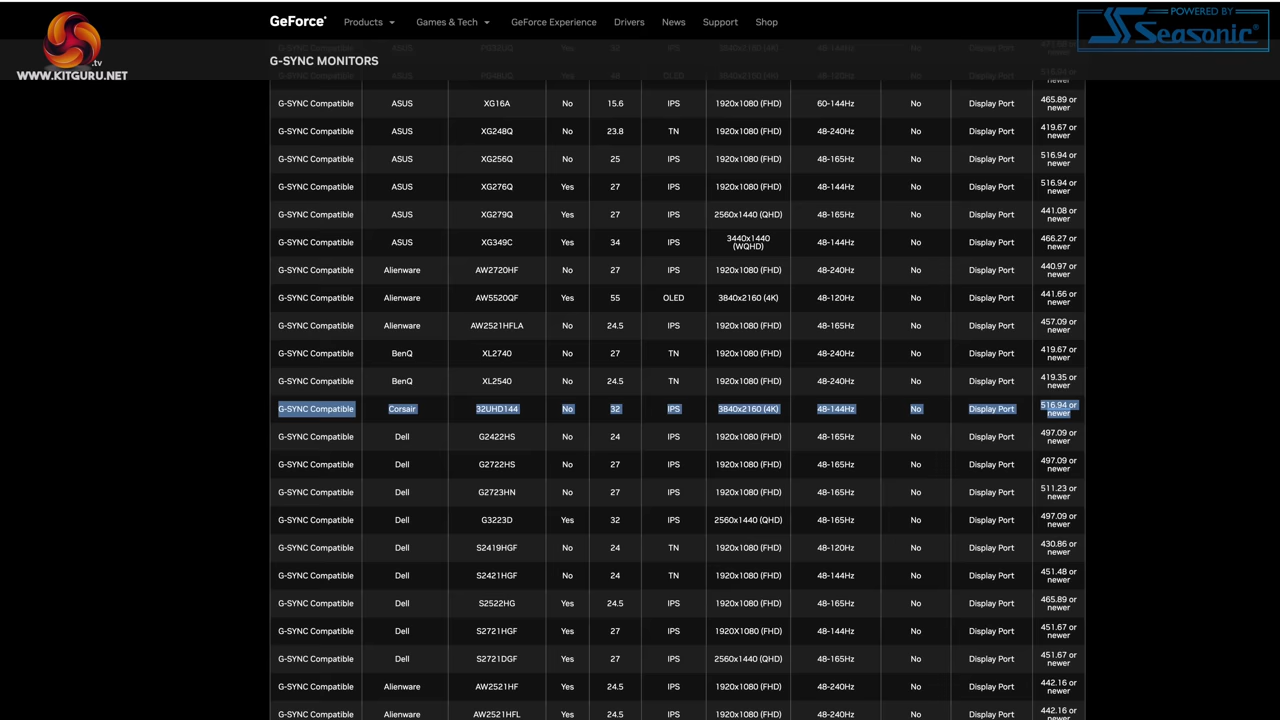 GEFORCE Products Games & Tech GeForce Experience Drivers News Support Shop
POWERED BY
Seasonic
.tv
WWW.KITGURU.NET
G-SYNC MONITORS
G-SYNC Compatible ASUS XG16A No 15.6 IPS 1920x1080 (FHD) 60-144Hz No Display Port 465.89 or newer
G-SYNC Compatible ASUS XG248Q No 23.8 TN 1920x1080 (FHD) 48-240Hz No Display Port 419.67 or newer
G-SYNC Compatible ASUS XG256Q No 25 IPS 1920x1080 (FHD) 48-165Hz No Display Port 516.94 or newer
G-SYNC Compatible ASUS XG276Q Yes 27 IPS 1920x1080 (FHD) 48-144Hz No Display Port 516.94 or newer
G-SYNC Compatible ASUS XG279Q Yes 27 IPS 2560x1440 (QHD) 48-165Hz No Display Port 441.08 or newer
G-SYNC Compatible ASUS XG349C Yes 34 IPS 3440x1440 (WQHD) 48-144Hz No Display Port 466.27 or newer
G-SYNC Compatible Alienware AW2720HF No 27 IPS 1920x1080 (FHD) 48-240Hz No Display Port 440.97 or newer
G-SYNC Compatible Alienware AW5520QF Yes 55 OLED 3840x2160 (4K) 48-120Hz No Display Port 441.66 or newer
G-SYNC Compatible Alienware AW2521HFLA No 24.5 IPS 1920x1080 (FHD) 48-165Hz No Display Port 457.09 or newer
G-SYNC Compatible BenQ XL2740 No 27 TN 1920x1080 (FHD) 48-240Hz No Display Port 419.67 or newer
G-SYNC Compatible BenQ XL2540 No 24.5 TN 1920x1080 (FHD) 48-240Hz No Display Port 419.35 or newer
G-SYNC Compatible Corsair 32UHD144 No 32 IPS 3840x2160 (4K) 48-144Hz No Display Port 516.94 or newer
G-SYNC Compatible Dell G2422HS No 24 IPS 1920x1080 (FHD) 48-165Hz No Display Port 497.09 or newer
G-SYNC Compatible Dell G2722HS No 27 IPS 1920x1080 (FHD) 48-165Hz No Display Port 497.09 or newer
G-SYNC Compatible Dell G2723HN No 27 IPS 1920x1080 (FHD) 48-165Hz No Display Port 511.23 or newer
G-SYNC Compatible Dell G3223D Yes 32 IPS 2560x1440 (QHD) 48-165Hz No Display Port 497.09 or newer
G-SYNC Compatible Dell S2419HGF No 24 TN 1920x1080 (FHD) 48-120Hz No Display Port 430.86 or newer
G-SYNC Compatible Dell S2421HGF No 24 TN 1920x1080 (FHD) 48-144Hz No Display Port 451.48 or newer
G-SYNC Compatible Dell S2522HG Yes 24.5 IPS 1920x1080 (FHD) 48-165Hz No Display Port 465.89 or newer
G-SYNC Compatible Dell S2721HGF Yes 27 IPS 1920X1080 (FHD) 48-144Hz No Display Port 451.67 or newer
G-SYNC Compatible Dell S2721DGF Yes 27 IPS 2560x1440 (QHD) 48-165Hz No Display Port 451.67 or newer
G-SYNC Compatible Alienware AW2521HF Yes 24.5 IPS 1920x1080 (FHD) 48-240Hz No Display Port 442.16 or newer
G-SYNC Compatible Alienware AW2521HFL Yes 24.5 IPS 1920x1080 (FHD) 48-240Hz No Display Port 442.16 or